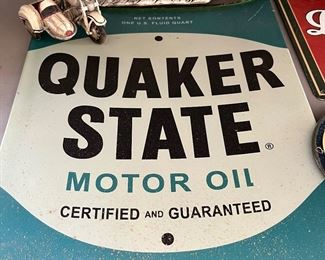 NET CONTENTS
ONE U.S. FLUID QUART
QUAKER
STATE®
MOTOR OIL
CERTIFIED AND GUARANTEED